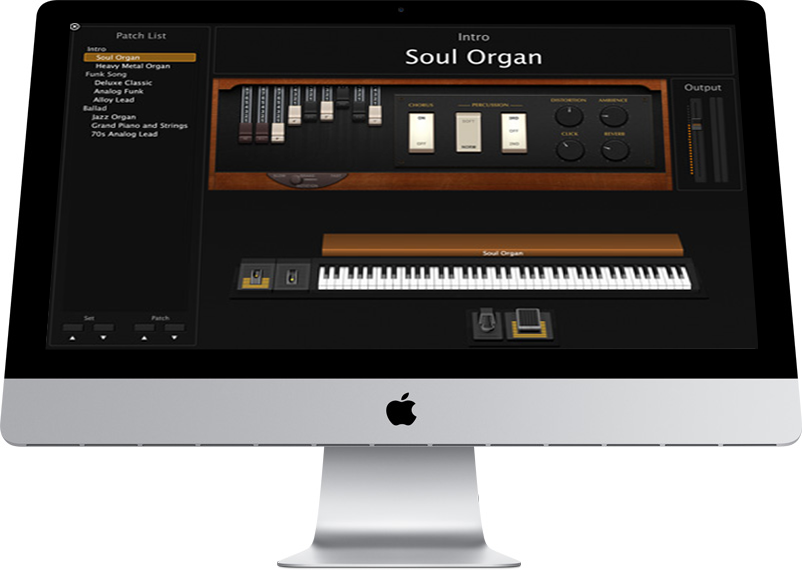 Patch List
Intro
Soul Organ
Heavy Metal Organ
Funk Song
Deluxe Classic
Analog Funk
Alloy Lead
Ballad
Jazz Organ
Grand Piano and Strings
70s Analog Lead
Set
Patch
Intro
Soul Organ
CHORUS
PERCUSSION
DISTORTION
AMBIENCE
ON
OFF
SOFT
NORM
OFF
CLICK
REVERB
Output
Soul Organ